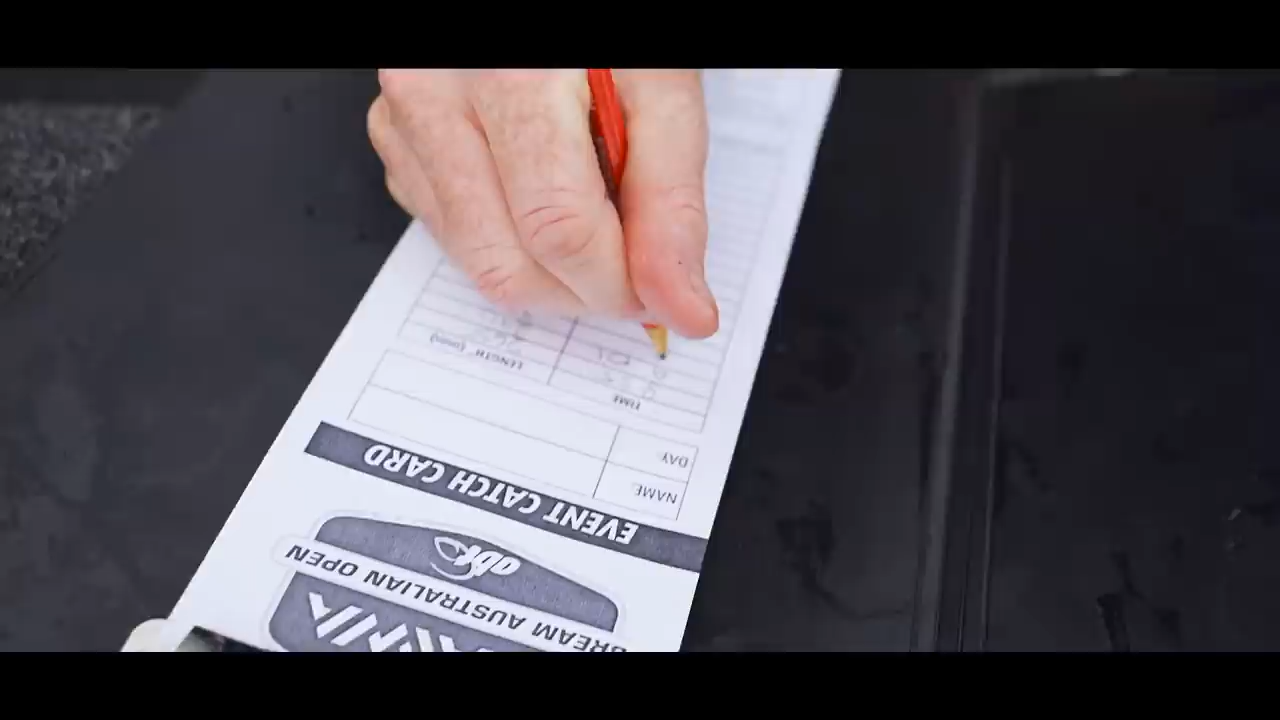 BREAM AUSTRALIAN OPEN
abt
EVENT CATCH CARD
NAME
DAY
TIME LENGTH (mm)